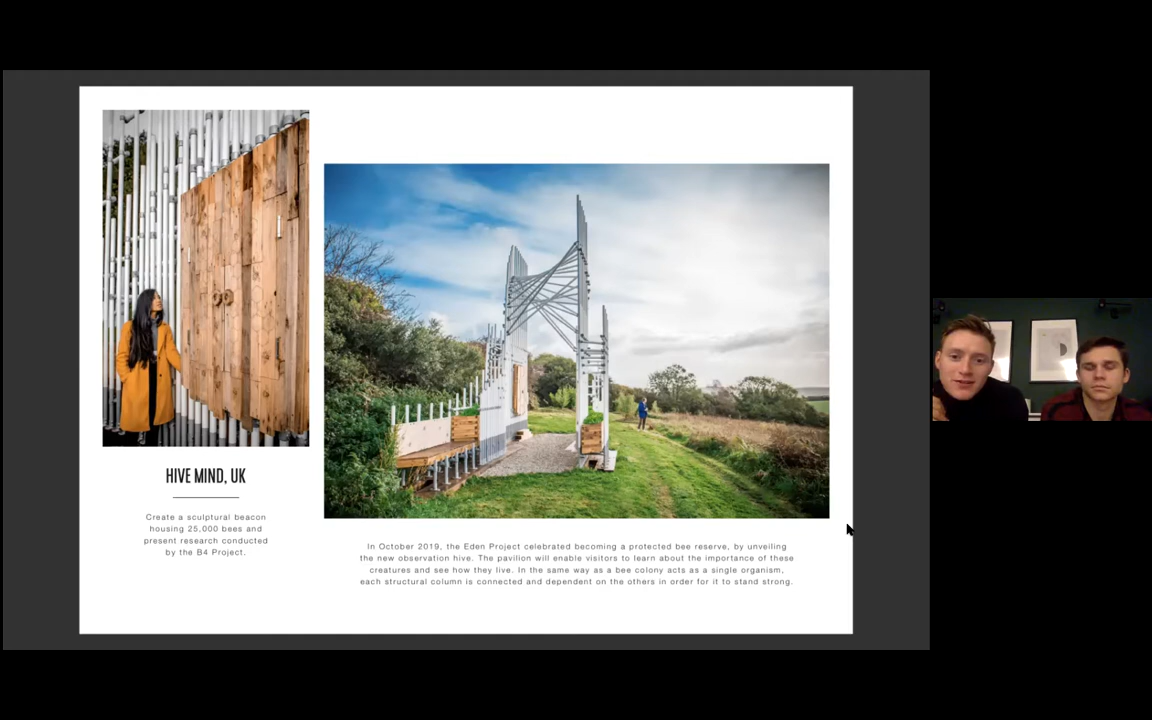 HIVE MIND, UK
Create a sculptural beacon
housing 25,000 bees and
present research conducted
by the B4 Project.
In October 2019, the Eden Project celebrated becoming a protected bee reserve, by unveiling
the new observation hive. The pavilion will enable visitors to learn about the importance of these
creatures and see how they live. In the same way as a bee colony acts as a single organism,
each structural column is connected and dependent on the others in order for it to stand strong.